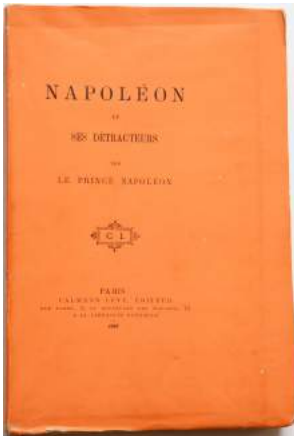 NAPOLÉON
ET
SES DÉTRACTEURS
PAR
LE PRINCE NAPOLÉON
C L
PARIS
CALMANN LÉVY, ÉDITEUR
RUE AUBER, 3, ET BOULEVARD DES ITALIENS, 15
A LA LIBRAIRIE NOUVELLE